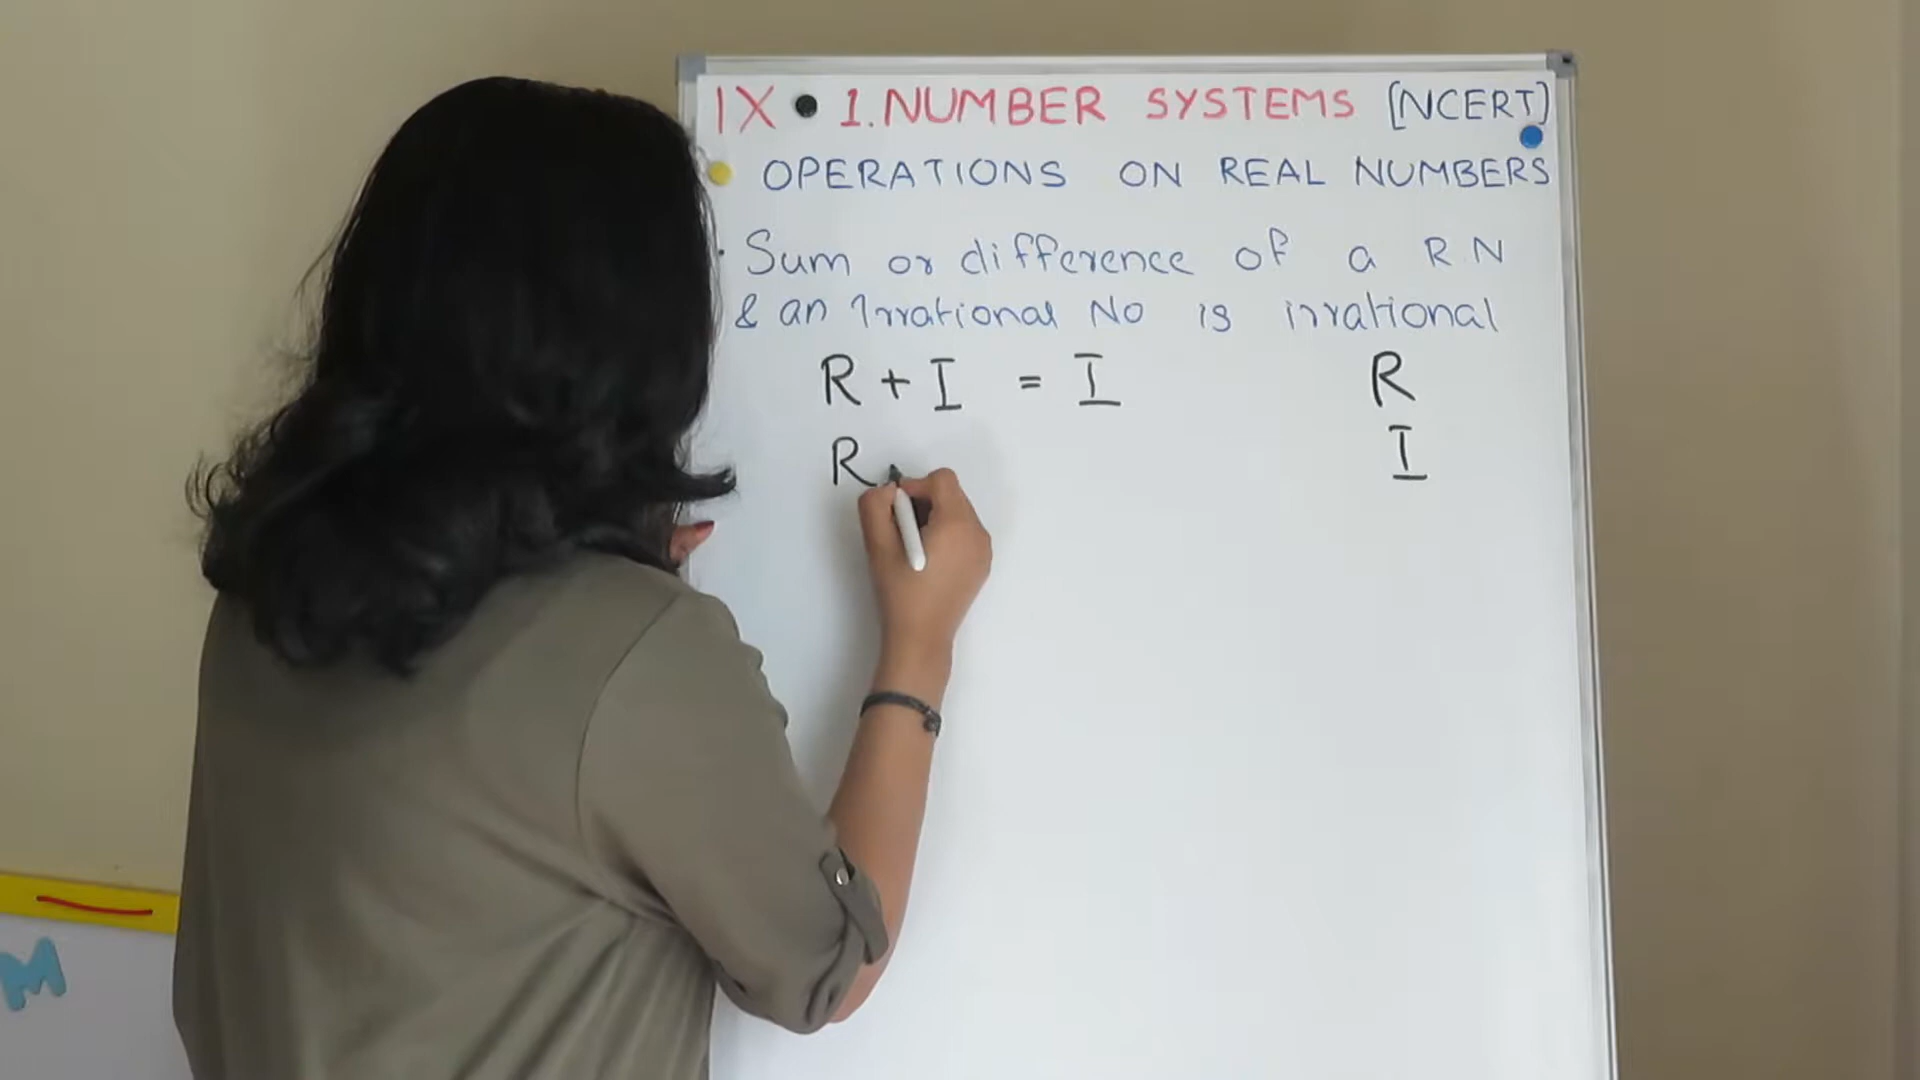 IX • 1. NUMBER SYSTEMS [NCERT]
OPERATIONS ON REAL NUMBERS
· Sum or difference of a R.N
& an Irrational No is irrational
R + I = I R
R I
M